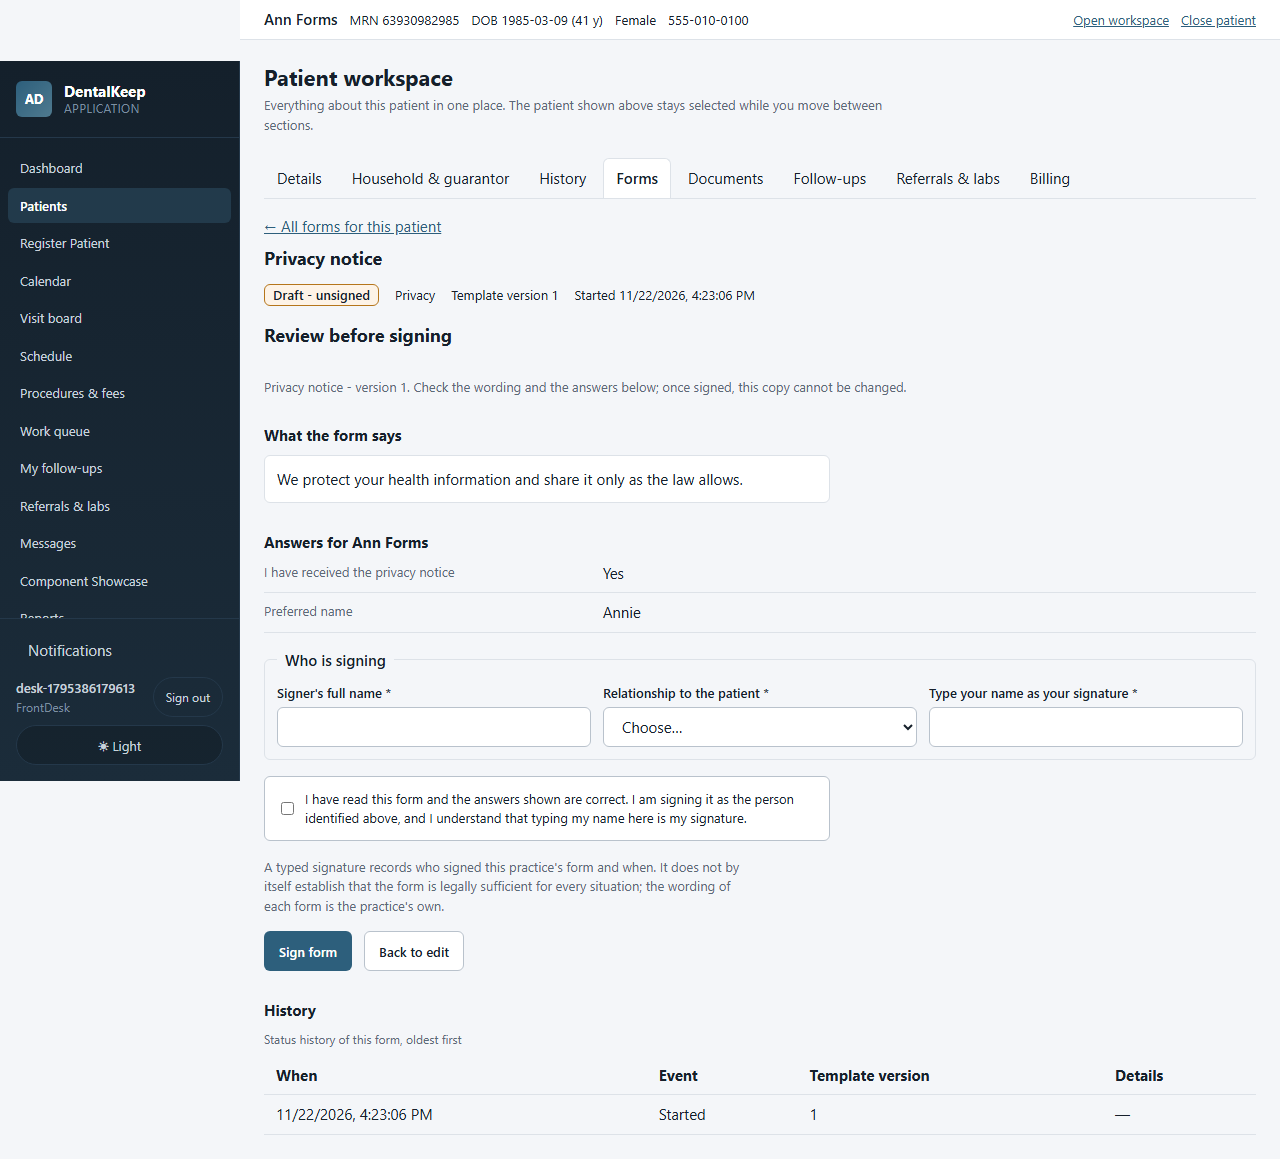 Ann Forms MRN 63930982985 DOB 1985-03-09 (41 y) Female 555-010-0100 Open workspace Close patient
AD DentalKeep
APPLICATION
Dashboard
Patients
Register Patient
Calendar
Visit board
Schedule
Procedures & fees
Work queue
My follow-ups
Referrals & labs
Messages
Component Showcase
Reports
Notifications
desk-1795386179613
FrontDesk
Sign out
☀ Light
Patient workspace
Everything about this patient in one place. The patient shown above stays selected while you move between
sections.
Details Household & guarantor History Forms Documents Follow-ups Referrals & labs Billing
← All forms for this patient
Privacy notice
Draft - unsigned Privacy Template version 1 Started 11/22/2026, 4:23:06 PM
Review before signing
Privacy notice - version 1. Check the wording and the answers below; once signed, this copy cannot be changed.
What the form says
We protect your health information and share it only as the law allows.
Answers for Ann Forms
I have received the privacy notice Yes
Preferred name Annie
Who is signing
Signer's full name * Relationship to the patient * Type your name as your signature *
Choose...
I have read this form and the answers shown are correct. I am signing it as the person
identified above, and I understand that typing my name here is my signature.
A typed signature records who signed this practice's form and when. It does not by
itself establish that the form is legally sufficient for every situation; the wording of
each form is the practice's own.
Sign form Back to edit
History
Status history of this form, oldest first
When Event Template version Details
11/22/2026, 4:23:06 PM Started 1 —